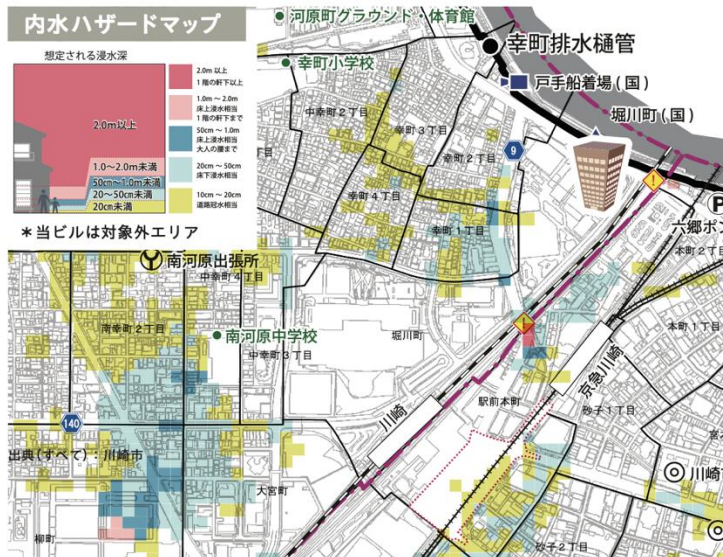 内水ハザードマップ
想定される浸水深
2.0m以上
1.0~2.0m未満
50cm~1.0m未満
20~50cm未満
20cm未満
2.0m 以上
1 階の軒下以上
1.0m ~ 2.0m
床上浸水相当
1 階の軒下まで
50cm ~ 1.0m
床上浸水相当
大人の腰まで
20cm ~ 50cm
床下浸水相当
10cm ~ 20cm
道路冠水相当
*当ビルは対象外エリア
河原町グラウンド・体育館
幸町小学校
幸町排水樋管
戸手船着場(国)
堀川町(国)
中幸町2丁目
幸町3丁目
幸町2丁目
9
幸町4丁目
幸町1丁目
P
六郷ポン
本町2丁目
南河原出張所
中幸町4丁目
南幸町2丁目
南河原中学校
中幸町3丁目
堀川町
本町1丁目
京急川崎
駅前本町
砂子1丁目
川崎
140
出典(すべて):川崎市
大宮町
柳町
砂子2丁目
川崎